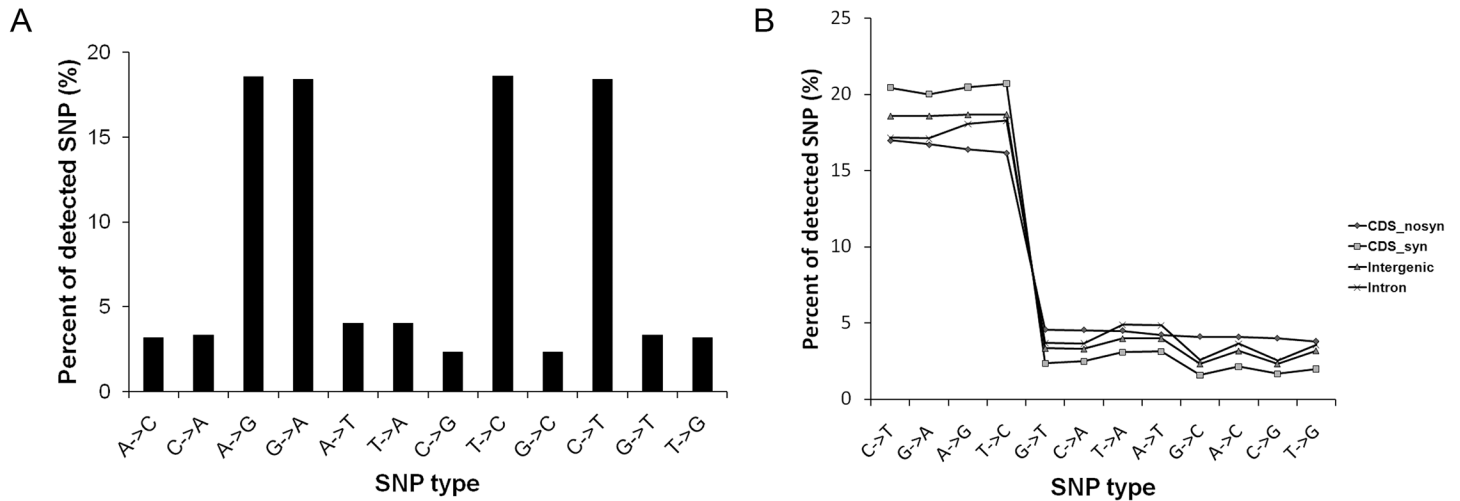 A
Percent of detected SNP (%)
20
15
10
5
0
A->C
C->A
A->G
G->A
A->T
T->A
C->G
T->C
G->C
C->T
G->T
T->G
SNP type
B
Percent of detected SNP (%)
25
20
15
10
5
0
C->T
G->A
A->G
T->C
G->T
C->A
T->A
A->T
G->C
A->C
C->G
T->G
SNP type
CDS_nosyn
CDS_syn
Intergenic
Intron